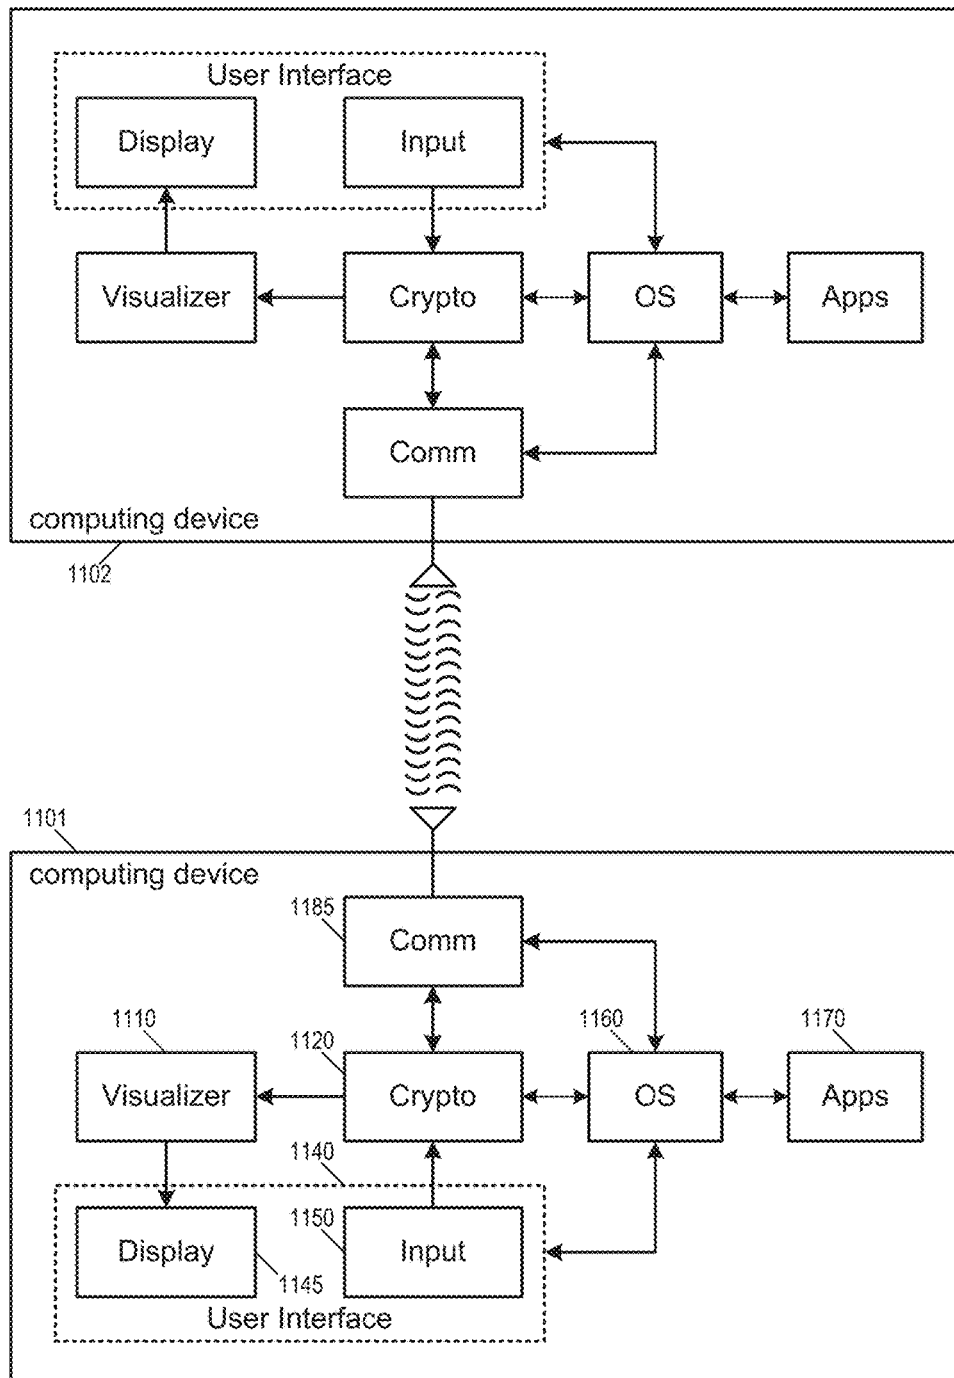 User Interface
Display
Input
Visualizer
Crypto
OS
Apps
Comm
computing device
1102
1101
computing device
1185
Comm
1110
1120
1160
1170
Visualizer
Crypto
OS
Apps
1140
1150
Display
Input
1145
User Interface